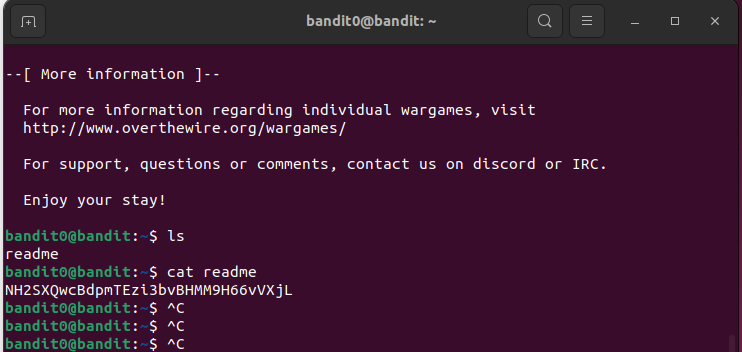 bandit0@bandit: ~
--[ More information ]--
For more information regarding individual wargames, visit
http://www.overthewire.org/wargames/
For support, questions or comments, contact us on discord or IRC.
Enjoy your stay!
bandit0@bandit:~$ ls
readme
bandit0@bandit:~$ cat readme
NH2SXQwcBdpmTEzi3bvBHMM9H66vVXjL
bandit0@bandit:~$ ^C
bandit0@bandit:~$ ^C
bandit0@bandit:~$ ^C